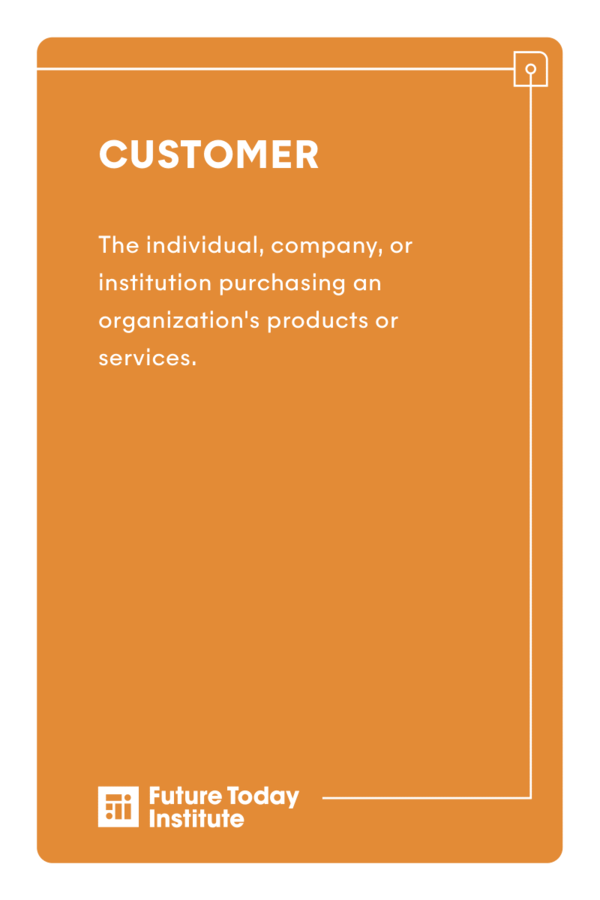 CUSTOMER
The individual, company, or
institution purchasing an
organization's products or
services.
Future Today
Institute